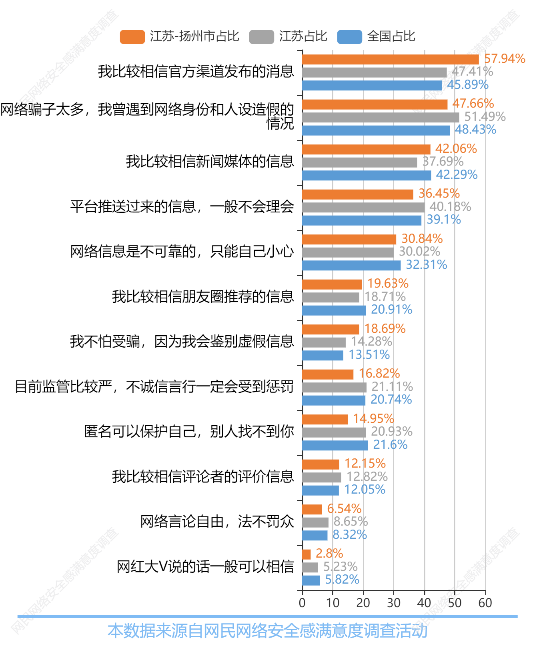 江苏-扬州市占比 江苏占比 全国占比
我比较相信官方渠道发布的消息 57.94% 47.41% 45.89%
网络骗子太多，我曾遇到网络身份和人设造假的
情况 47.66% 51.49% 48.43%
我比较相信新闻媒体的信息 42.06% 37.69% 42.29%
平台推送过来的信息，一般不会理会 36.45% 40.18% 39.1%
网络信息是不可靠的，只能自己小心 30.84% 30.02% 32.31%
我比较相信朋友圈推荐的信息 19.63% 18.71% 20.91%
我不怕受骗，因为我会鉴别虚假信息 18.69% 14.28% 13.51%
目前监管比较严，不诚信言行一定会受到惩罚 16.82% 21.11% 20.74%
匿名可以保护自己，别人找不到你 14.95% 20.93% 21.6%
我比较相信评论者的评价信息 12.15% 12.82% 12.05%
网络言论自由，法不罚众 6.54% 8.65% 8.32%
网红大V说的话一般可以相信 2.8% 5.23% 5.82%
0 10 20 30 40 50 60
本数据来源自网民网络安全感满意度调查活动